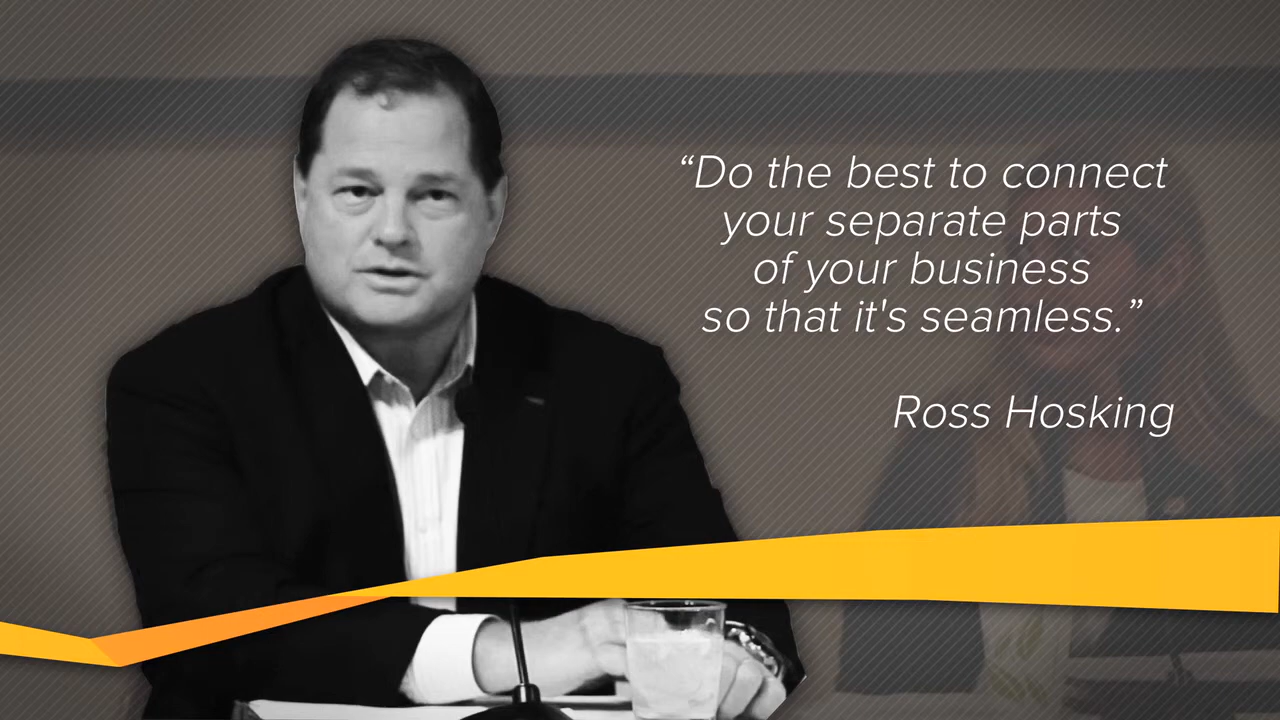 “Do the best to connect
your separate parts
of your business
so that it's seamless.”
Ross Hosking